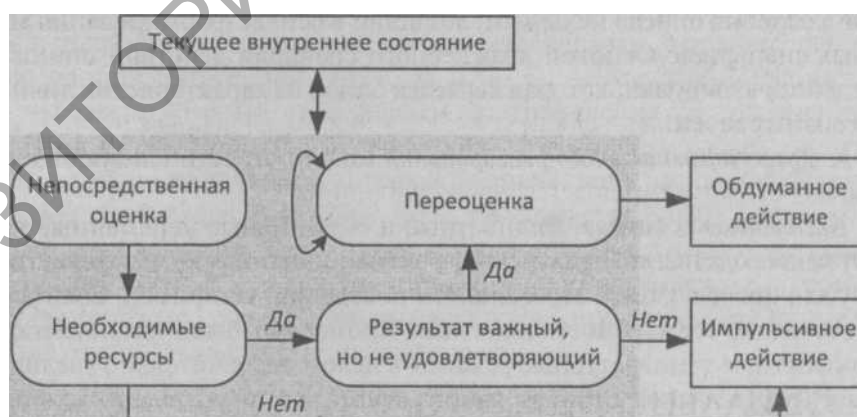 Текущее внутреннее состояние
Непосредственная
оценка
Переоценка
Обдуманное
действие
Да
Необходимые
ресурсы
Да
Результат важный,
но не удовлетворяющий
Нет
Импульсивное
действие
Нет
ЗИТОРИ